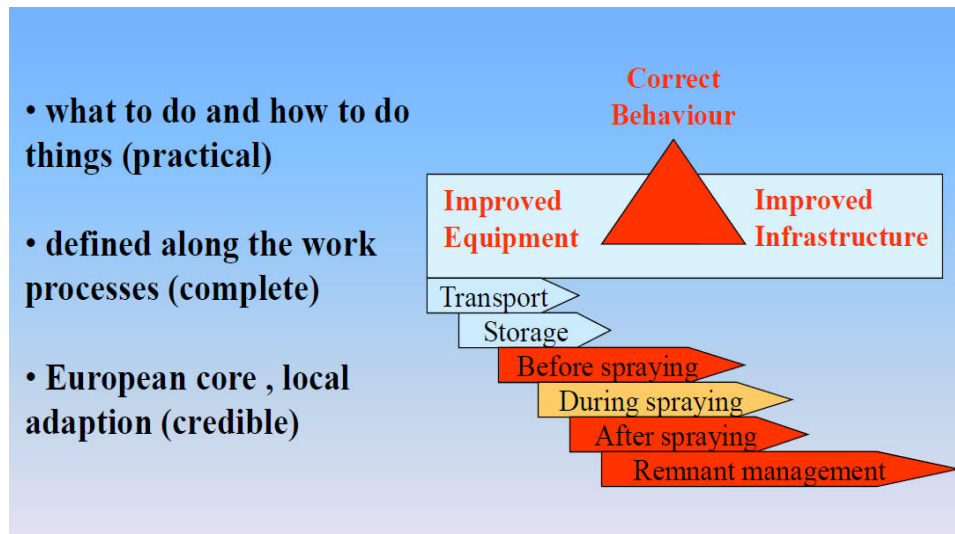 • what to do and how to do
things (practical)
• defined along the work
processes (complete)
• European core , local
adaption (credible)
Correct
Behaviour
Improved
Equipment
Improved
Infrastructure
Transport
Storage
Before spraying
During spraying
After spraying
Remnant management